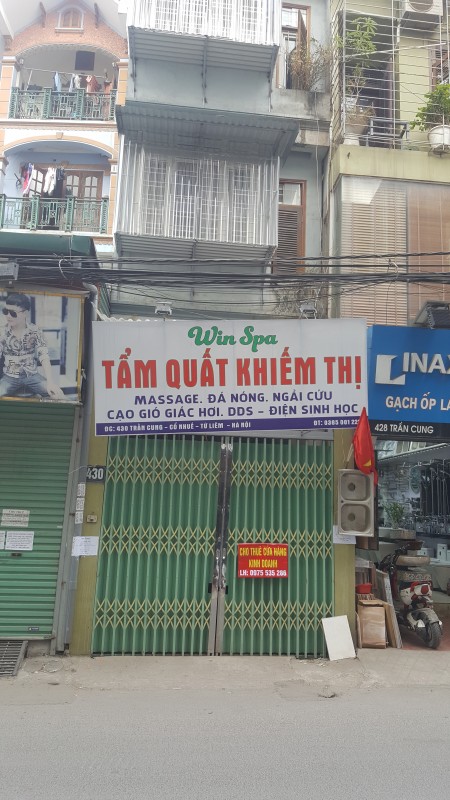 Win Spa
TẨM QUẤT KHIẾM THỊ
MASSAGE. ĐÁ NÓNG. NGẢI CỨU
CẠO GIÓ GIÁC HƠI. DDS - ĐIỆN SINH HỌC
ĐC: 430 TRẦN CUNG - CỔ NHUẾ - TỪ LIÊM - HÀ NỘI
INAX
GẠCH ỐP LÁ
428 TRẦN CUNG
430
CHO THUÊ CỬA HÀNG
KINH DOANH
LH: 0975 535 266